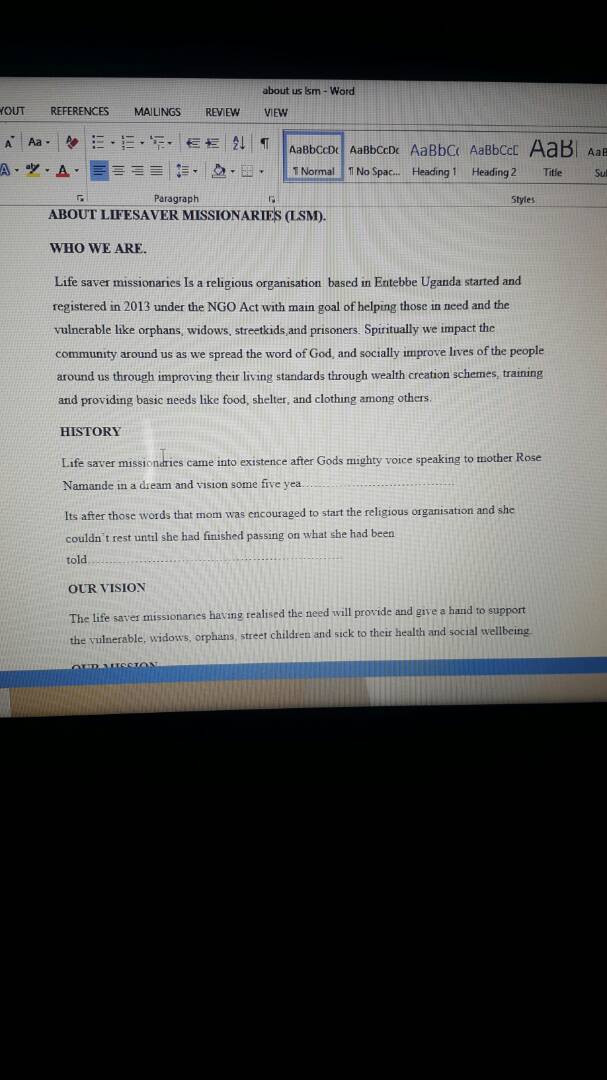 about us lsm - Word
YOUT REFERENCES MAILINGS REVIEW VIEW
A Aa A
AaBbCcDc AaBbCcDc AaBbC AaBbCcC AaB AaB
A aby A ¶ Normal ¶ No Spac... Heading 1 Heading 2 Title Su
Paragraph Styles
ABOUT LIFESAVER MISSIONARIES (LSM).
WHO WE ARE.
Life saver missionaries Is a religious organisation based in Entebbe Uganda started and
registered in 2013 under the NGO Act with main goal of helping those in need and the
vulnerable like orphans, widows, streetkids,and prisoners. Spiritually we impact the
community around us as we spread the word of God, and socially improve lives of the people
around us through improving their living standards through wealth creation schemes, training
and providing basic needs like food, shelter, and clothing among others.
HISTORY
Life saver missionaries came into existence after Gods mighty voice speaking to mother Rose
Namande in a dream and vision some five yea..........................................
Its after those words that mom was encouraged to start the religious organisation and she
couldn't rest until she had finished passing on what she had been
told......................................................................
OUR VISION
The life saver missionaries having realised the need will provide and give a hand to support
the vulnerable, widows, orphans, street children and sick to their health and social wellbeing.
OUR MISSION